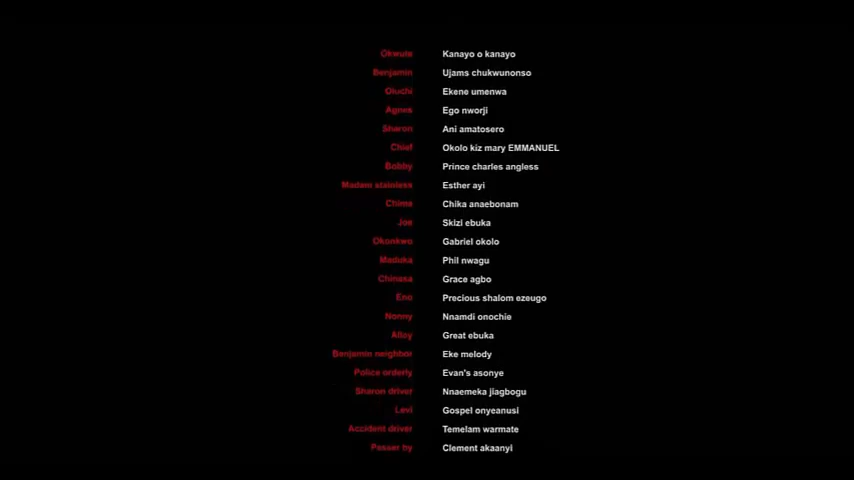 Okwute Kanayo o kanayo
Benjamin Ujams chukwunonso
Oluchi Ekene umenwa
Agnes Ego nworji
Sharon Ani amatosero
Chief Okolo kiz mary EMMANUEL
Bobby Prince charles angless
Madam stainless Esther ayi
Chima Chika anaebonam
Joe Skizi ebuka
Okonkwo Gabriel okolo
Maduka Phil nwagu
Chinasa Grace agbo
Eno Precious shalom ezeugo
Nonny Nnamdi onochie
Alloy Great ebuka
Benjamin neighbor Eke melody
Police orderly Evan's asonye
Sharon driver Nnaemeka jiagbogu
Levi Gospel onyeanusi
Accident driver Temelam warmate
Passer by Clement akaanyi